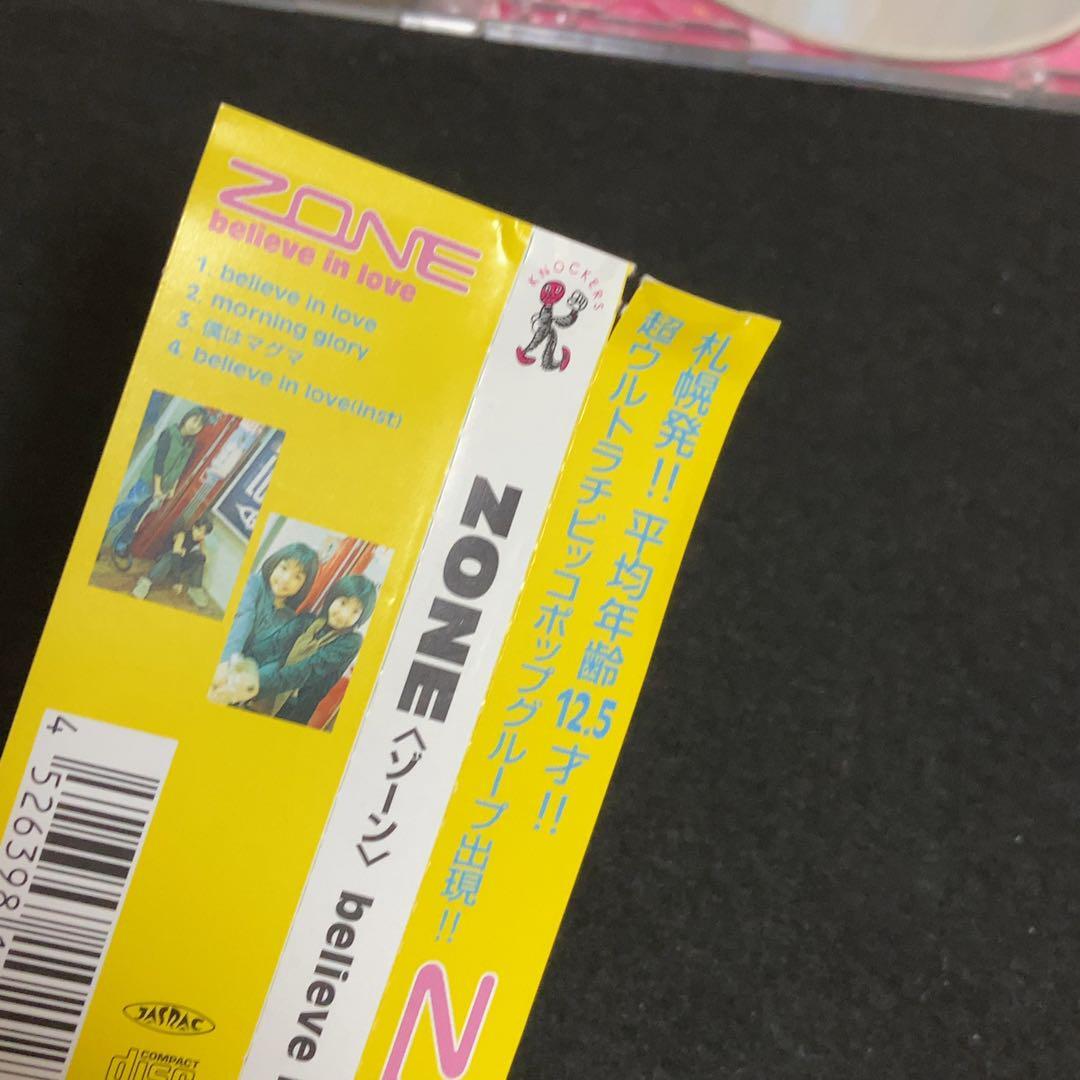 ZONE
believe in love
1. believe in love
2. morning glory
3. 僕はマグマ
4. believe in love(inst)
4 526398
JASRAC
COMPACT
disc
KNOCKERS
ZONE〈ゾーン〉 believe
札幌発!! 平均年齢12.5才!!
超ウルトラチビッコポップグループ出現!!
Z